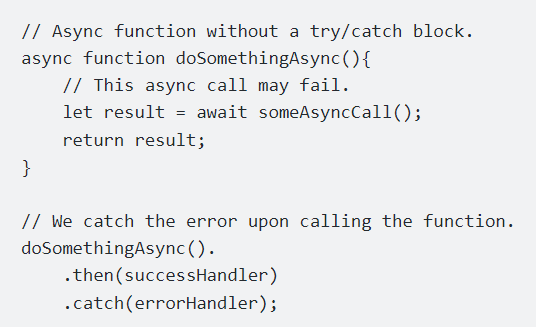 // Async function without a try/catch block.
async function doSomethingAsync(){
    // This async call may fail.
    let result = await someAsyncCall();
    return result;
}

// We catch the error upon calling the function.
doSomethingAsync().
    .then(successHandler)
    .catch(errorHandler);